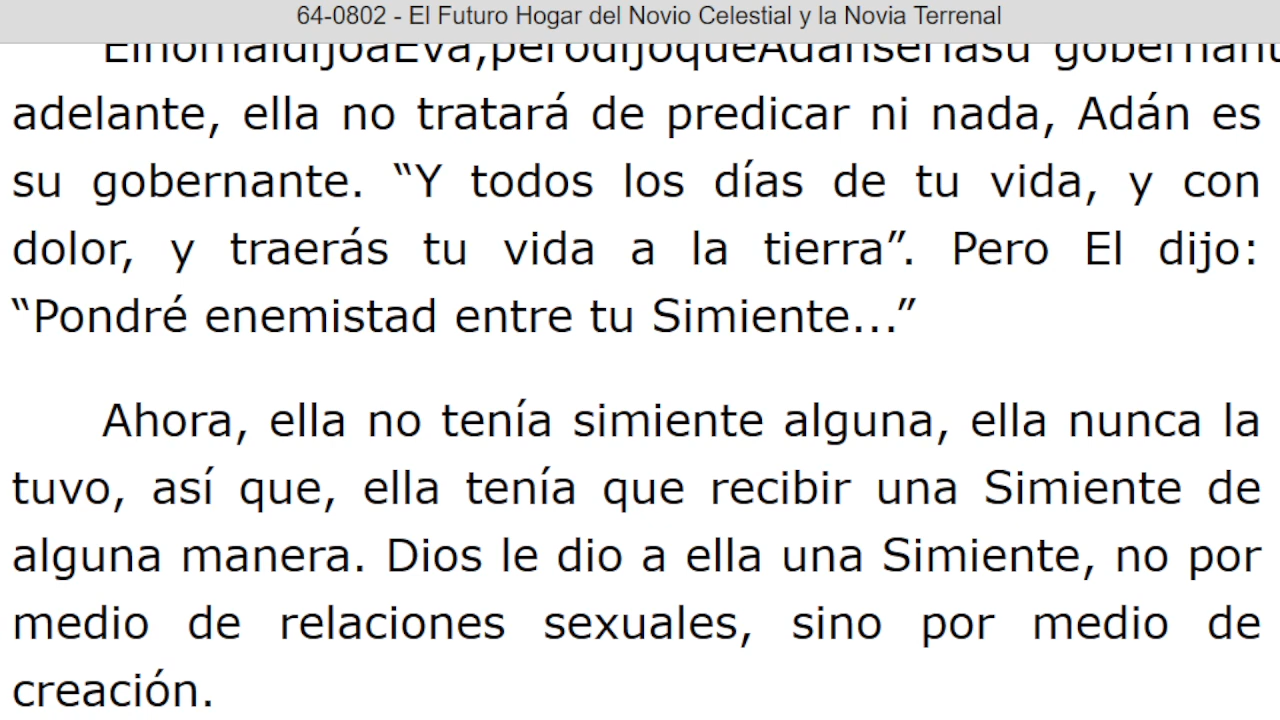 64-0802 - El Futuro Hogar del Novio Celestial y la Novia Terrenal
adelante, ella no tratará de predicar ni nada, Adán es
su gobernante. “Y todos los días de tu vida, y con
dolor, y traerás tu vida a la tierra”. Pero El dijo:
“Pondré enemistad entre tu Simiente...”
Ahora, ella no tenía simiente alguna, ella nunca la
tuvo, así que, ella tenía que recibir una Simiente de
alguna manera. Dios le dio a ella una Simiente, no por
medio de relaciones sexuales, sino por medio de
creación.